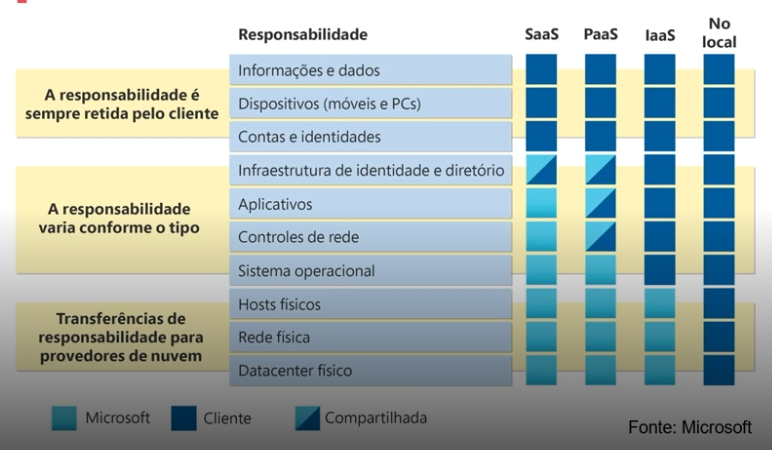 Responsabilidade
SaaS
PaaS
IaaS
No
local
A responsabilidade é
sempre retida pelo cliente
Informações e dados
Dispositivos (móveis e PCs)
Contas e identidades
A responsabilidade
varia conforme o tipo
Infraestrutura de identidade e diretório
Aplicativos
Controles de rede
Sistema operacional
Transferências de
responsabilidade para
provedores de nuvem
Hosts físicos
Rede física
Datacenter físico
Microsoft
Cliente
Compartilhada
Fonte: Microsoft